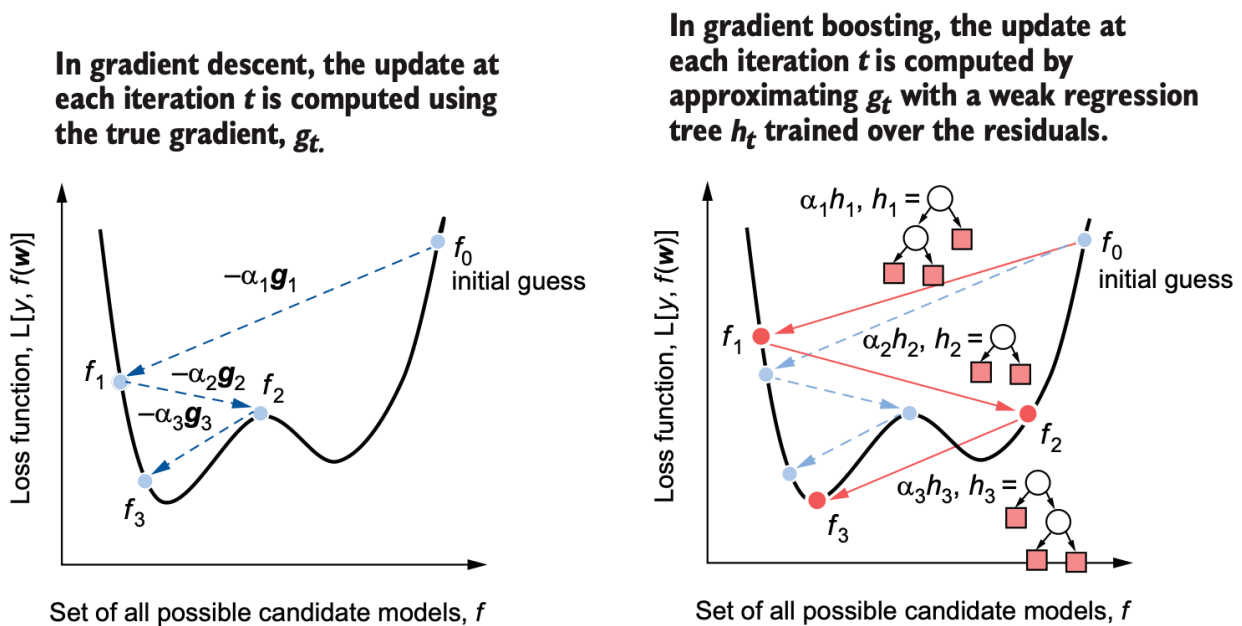 In gradient descent, the update at
each iteration t is computed using
the true gradient, gt.
Loss function, L[y, f(w)]
f0
initial guess
–α1g1
f1
–α2g2
f2
–α3g3
f3
Set of all possible candidate models, f
In gradient boosting, the update at
each iteration t is computed by
approximating gt with a weak regression
tree ht trained over the residuals.
Loss function, L[y, f(w)]
α1h1, h1 =
f0
initial guess
f1
α2h2, h2 =
f2
α3h3, h3 =
f3
Set of all possible candidate models, f